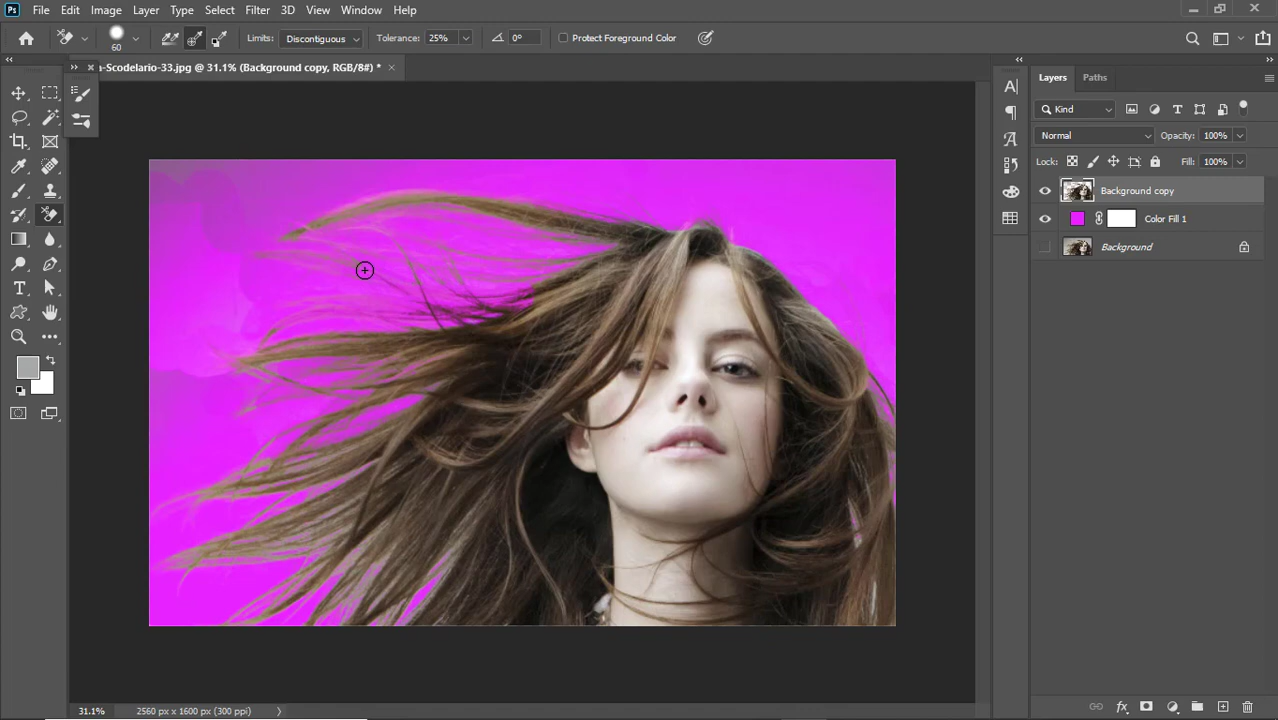 Ps File Edit Image Layer Type Select Filter 3D View Window Help
60 Limits: Discontiguous Tolerance: 25% 0° Protect Foreground Color
a-Scodelario-33.jpg @ 31.1% (Background copy, RGB/8#) *
Layers Paths
Kind
Normal Opacity: 100%
Lock: Fill: 100%
Background copy
Color Fill 1
Background
31.1% 2560 px x 1600 px (300 ppi)